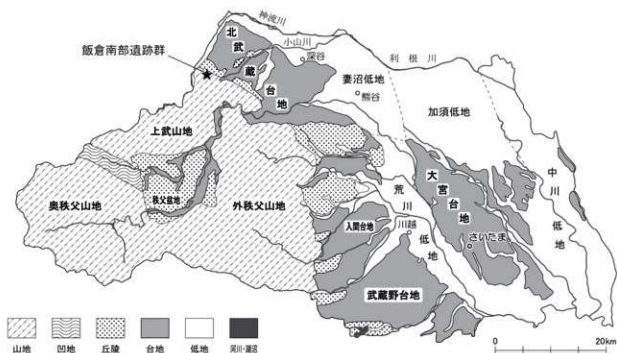 神流川
小山川
利根川
北武蔵台地
深谷
飯倉南部遺跡群
妻沼低地
熊谷
加須低地
上武山地
中川低地
大宮台地
荒川低地
秩父盆地
奥秩父山地
外秩父山地
入間台地
川越
さいたま
武蔵野台地
山地
凹地
丘陵
台地
低地
河川・湖沼
0
20km